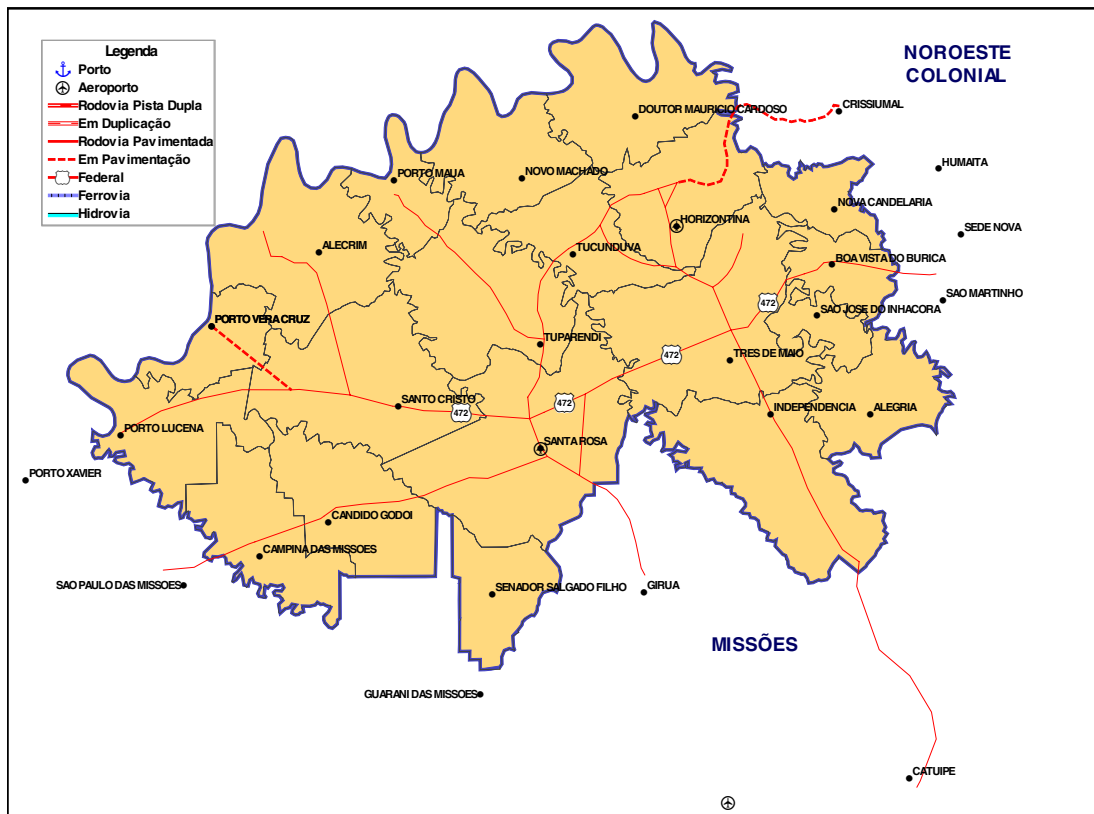 Legenda
Porto
Aeroporto
Rodovia Pista Dupla
Em Duplicação
Rodovia Pavimentada
Em Pavimentação
Federal
Ferrovia
Hidrovia
NOROESTE
COLONIAL
DOUTOR MAURICIO CARDOSO
CRISSIUMAL
HUMAITA
PORTO MAUA
NOVO MACHADO
NOVA CANDELARIA
HORIZONTINA
SEDE NOVA
ALECRIM
TUCUNDUVA
BOA VISTA DO BURICA
472
SAO MARTINHO
SAO JOSE DO INHACORA
PORTO VERA CRUZ
TUPARENDI
472
TRES DE MAIO
SANTO CRISTO
472
472
INDEPENDENCIA
ALEGRIA
PORTO LUCENA
SANTA ROSA
PORTO XAVIER
CANDIDO GODOI
CAMPINA DAS MISSOES
SAO PAULO DAS MISSOES
SENADOR SALGADO FILHO
GIRUA
MISSÕES
GUARANI DAS MISSOES
CATUIPE